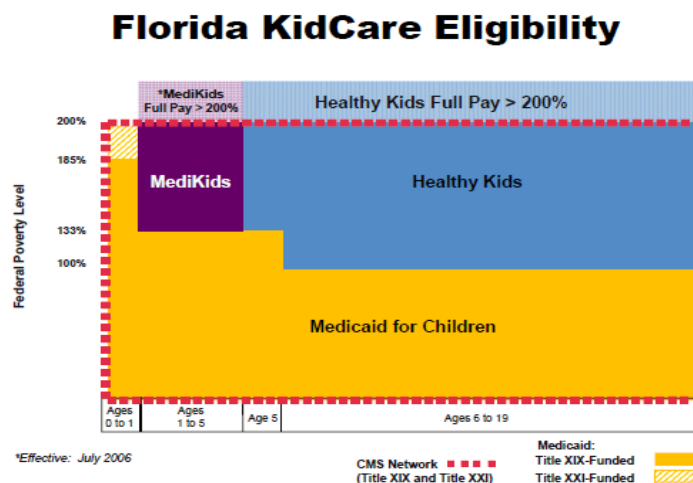 Florida KidCare Eligibility
*MediKids
Full Pay > 200%
Healthy Kids Full Pay > 200%
200%
185%
MediKids
Healthy Kids
133%
100%
Federal Poverty Level
Medicaid for Children
Ages
0 to 1
Ages
1 to 5
Age 5
Ages 6 to 19
*Effective: July 2006
CMS Network
(Title XIX and Title XXI)
Medicaid:
Title XIX-Funded
Title XXI-Funded